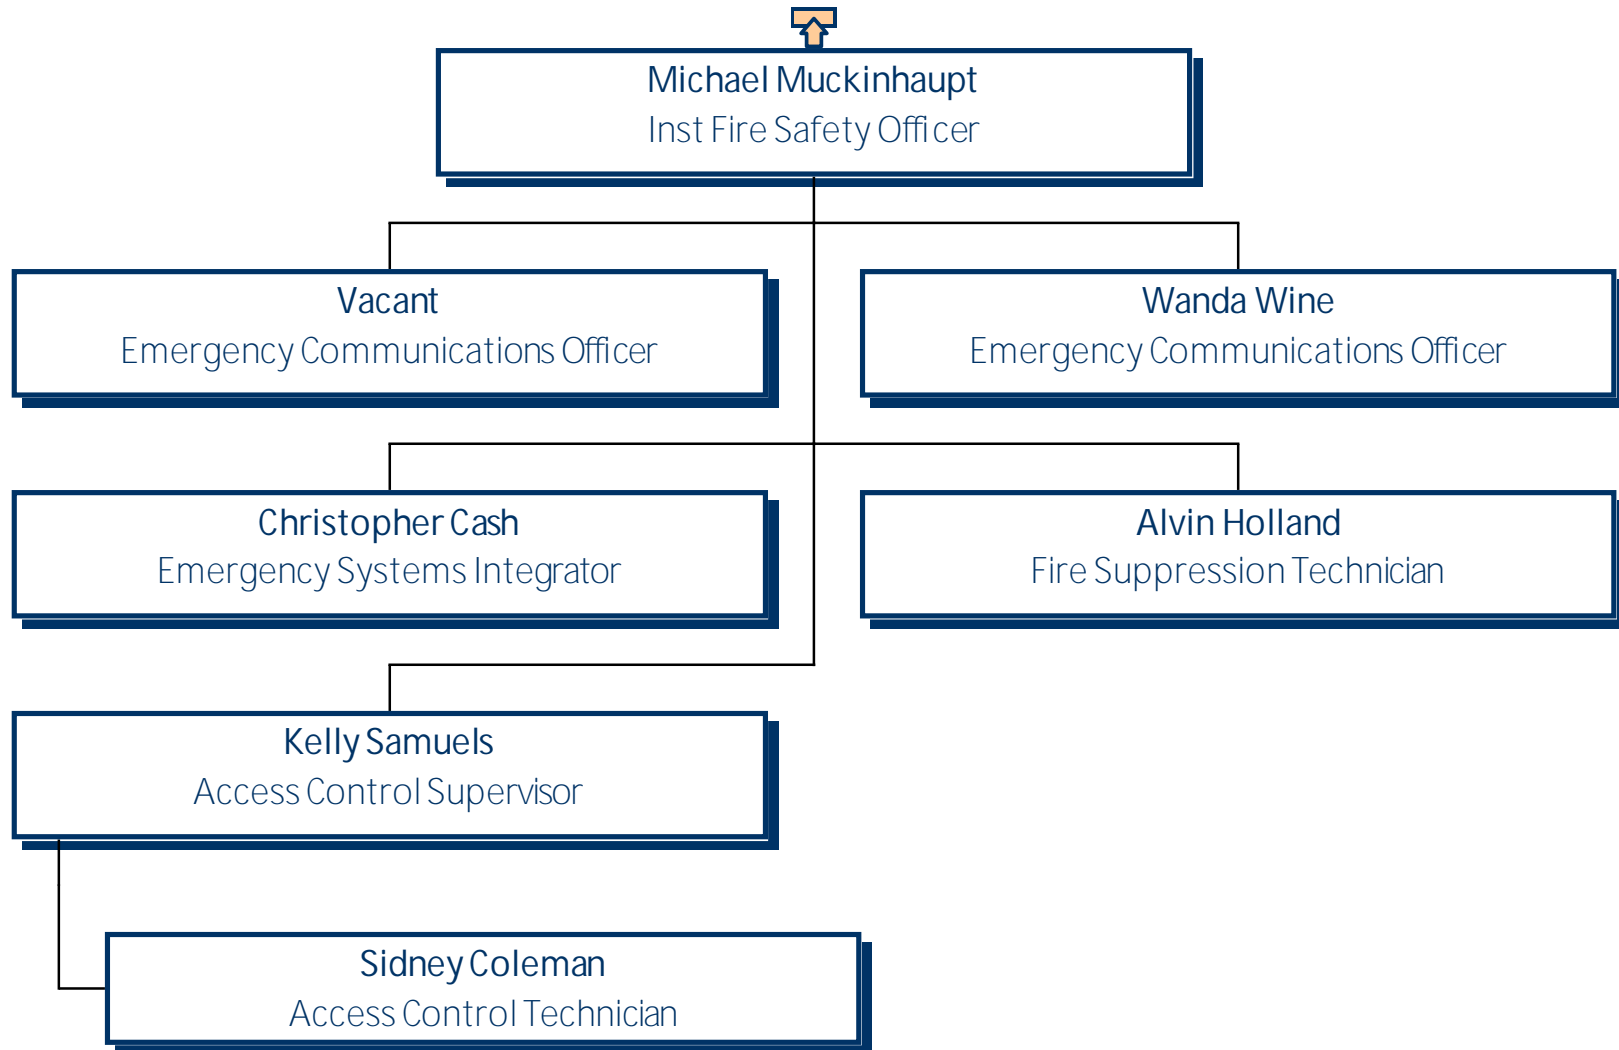 Michael Muckinhaupt
Inst Fire Safety Officer
Vacant
Emergency Communications Officer
Wanda Wine
Emergency Communications Officer
Christopher Cash
Emergency Systems Integrator
Alvin Holland
Fire Suppression Technician
Kelly Samuels
Access Control Supervisor
Sidney Coleman
Access Control Technician